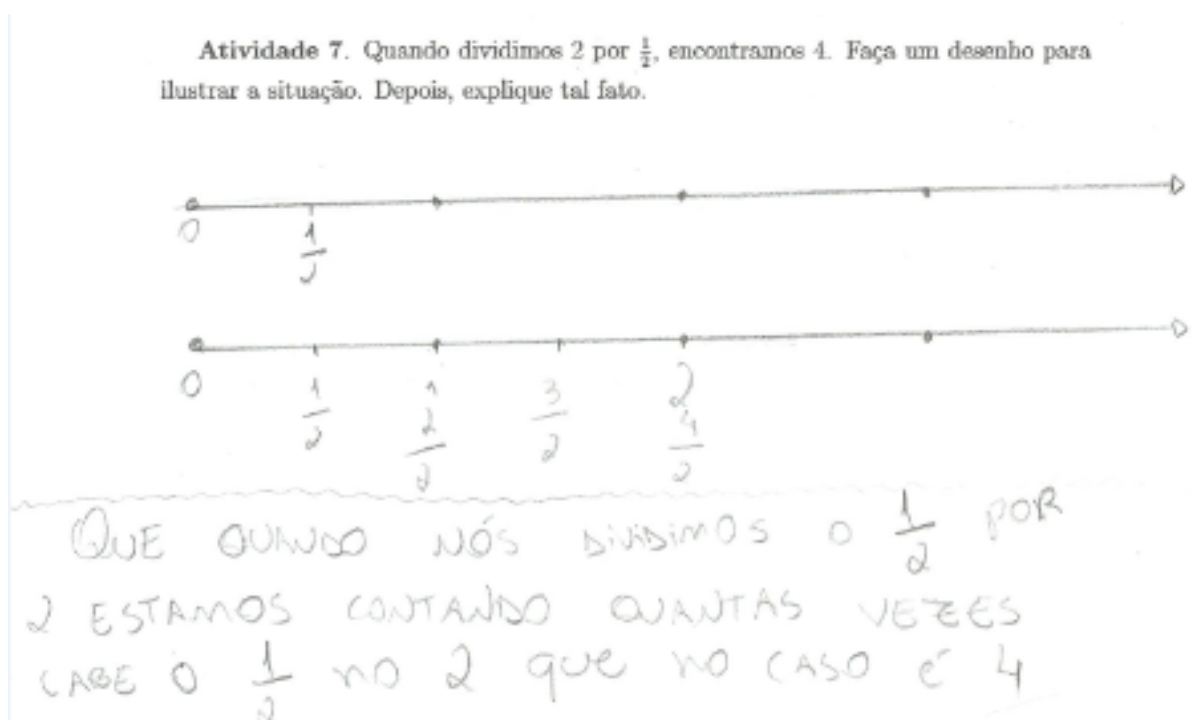 Atividade 7. Quando dividimos 2 por 1/2, encontramos 4. Faça um desenho para
ilustrar a situação. Depois, explique tal fato.
0 1/2
0 1/2 1 2/2 3/2 2 4/2
QUE QUANDO NÓS DIVIDIMOS O 1/2 POR
2 ESTAMOS CONTANDO QUANTAS VEZES
CABE O 1/2 NO 2 QUE NO CASO É 4